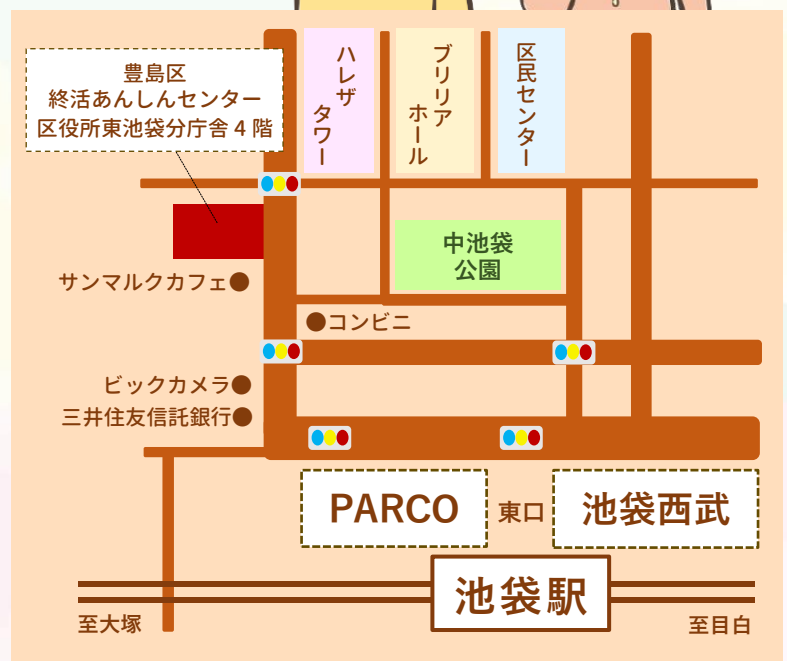 豊島区
終活あんしんセンター
区役所東池袋分庁舎４階
ハレザ
タワー
ブリリア
ホール
区民センター
中池袋
公園
サンマルクカフェ●
●コンビニ
ビックカメラ●
三井住友信託銀行●
PARCO
東口
池袋西武
池袋駅
至大塚
至目白